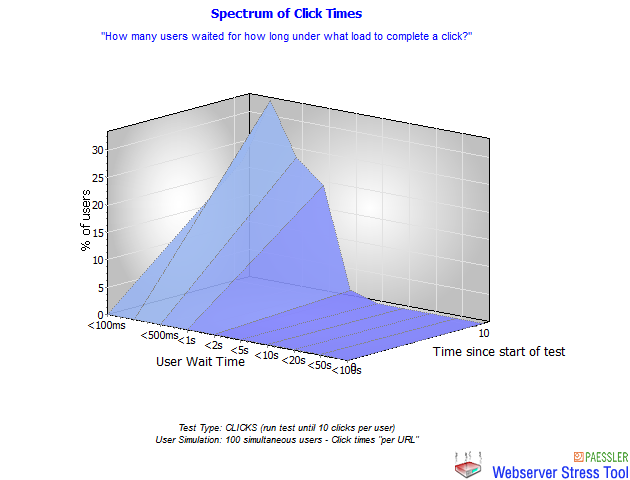 Spectrum of Click Times
"How many users waited for how long under what load to complete a click?"
% of users
30
25
20
15
10
5
0
<100ms
<500ms
<1s
<2s
<5s
<10s
<20s
<50s
<100s
0
10
User Wait Time
Time since start of test
Test Type: CLICKS (run test until 10 clicks per user)
User Simulation: 100 simultaneous users - Click times "per URL"
PAESSLER
Webserver Stress Tool